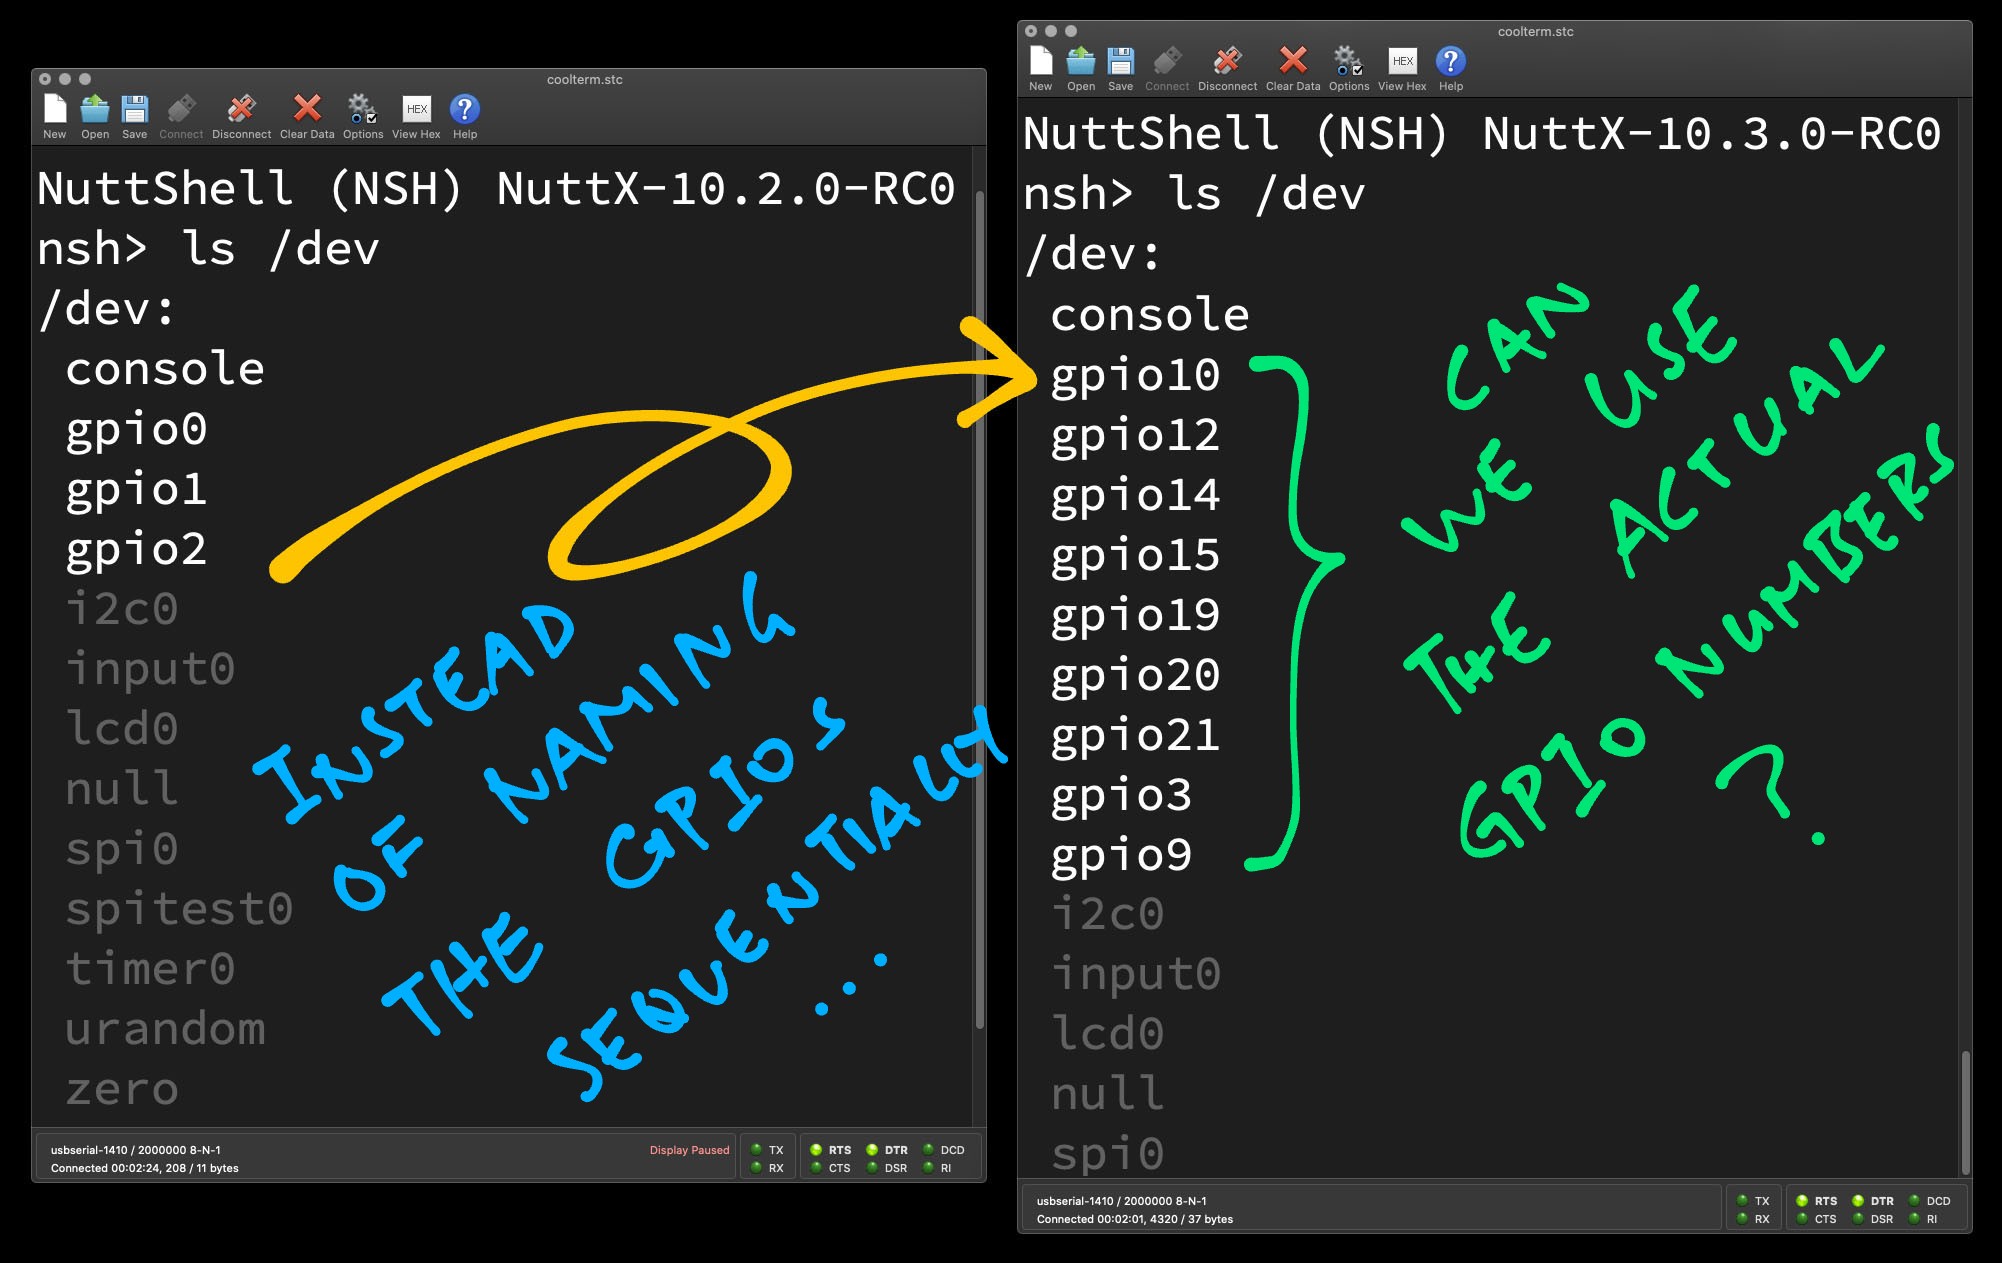 coolterm.stc
New Open Save Connect Disconnect Clear Data Options View Hex Help
HEX
?
NuttShell (NSH) NuttX-10.2.0-RC0
nsh> ls /dev
/dev:
console
gpio0
gpio1
gpio2
i2c0
input0
lcd0
null
spi0
spitest0
timer0
urandom
zero
INSTEAD
OF NAMING
THE GPIOS
SEQUENTIALLY
...
usbserial-1410 / 2000000 8-N-1
Connected 00:02:24, 208 / 11 bytes
Display Paused
TX RTS DTR DCD
RX CTS DSR RI
coolterm.stc
New Open Save Connect Disconnect Clear Data Options View Hex Help
HEX
?
NuttShell (NSH) NuttX-10.3.0-RC0
nsh> ls /dev
/dev:
console
gpio10
gpio12
gpio14
gpio15
gpio19
gpio20
gpio21
gpio3
gpio9
i2c0
input0
lcd0
null
spi0
CAN
WE USE
THE ACTUAL
GPIO NUMBERS
?
usbserial-1410 / 2000000 8-N-1
Connected 00:02:01, 4320 / 37 bytes
TX RTS DTR DCD
RX CTS DSR RI